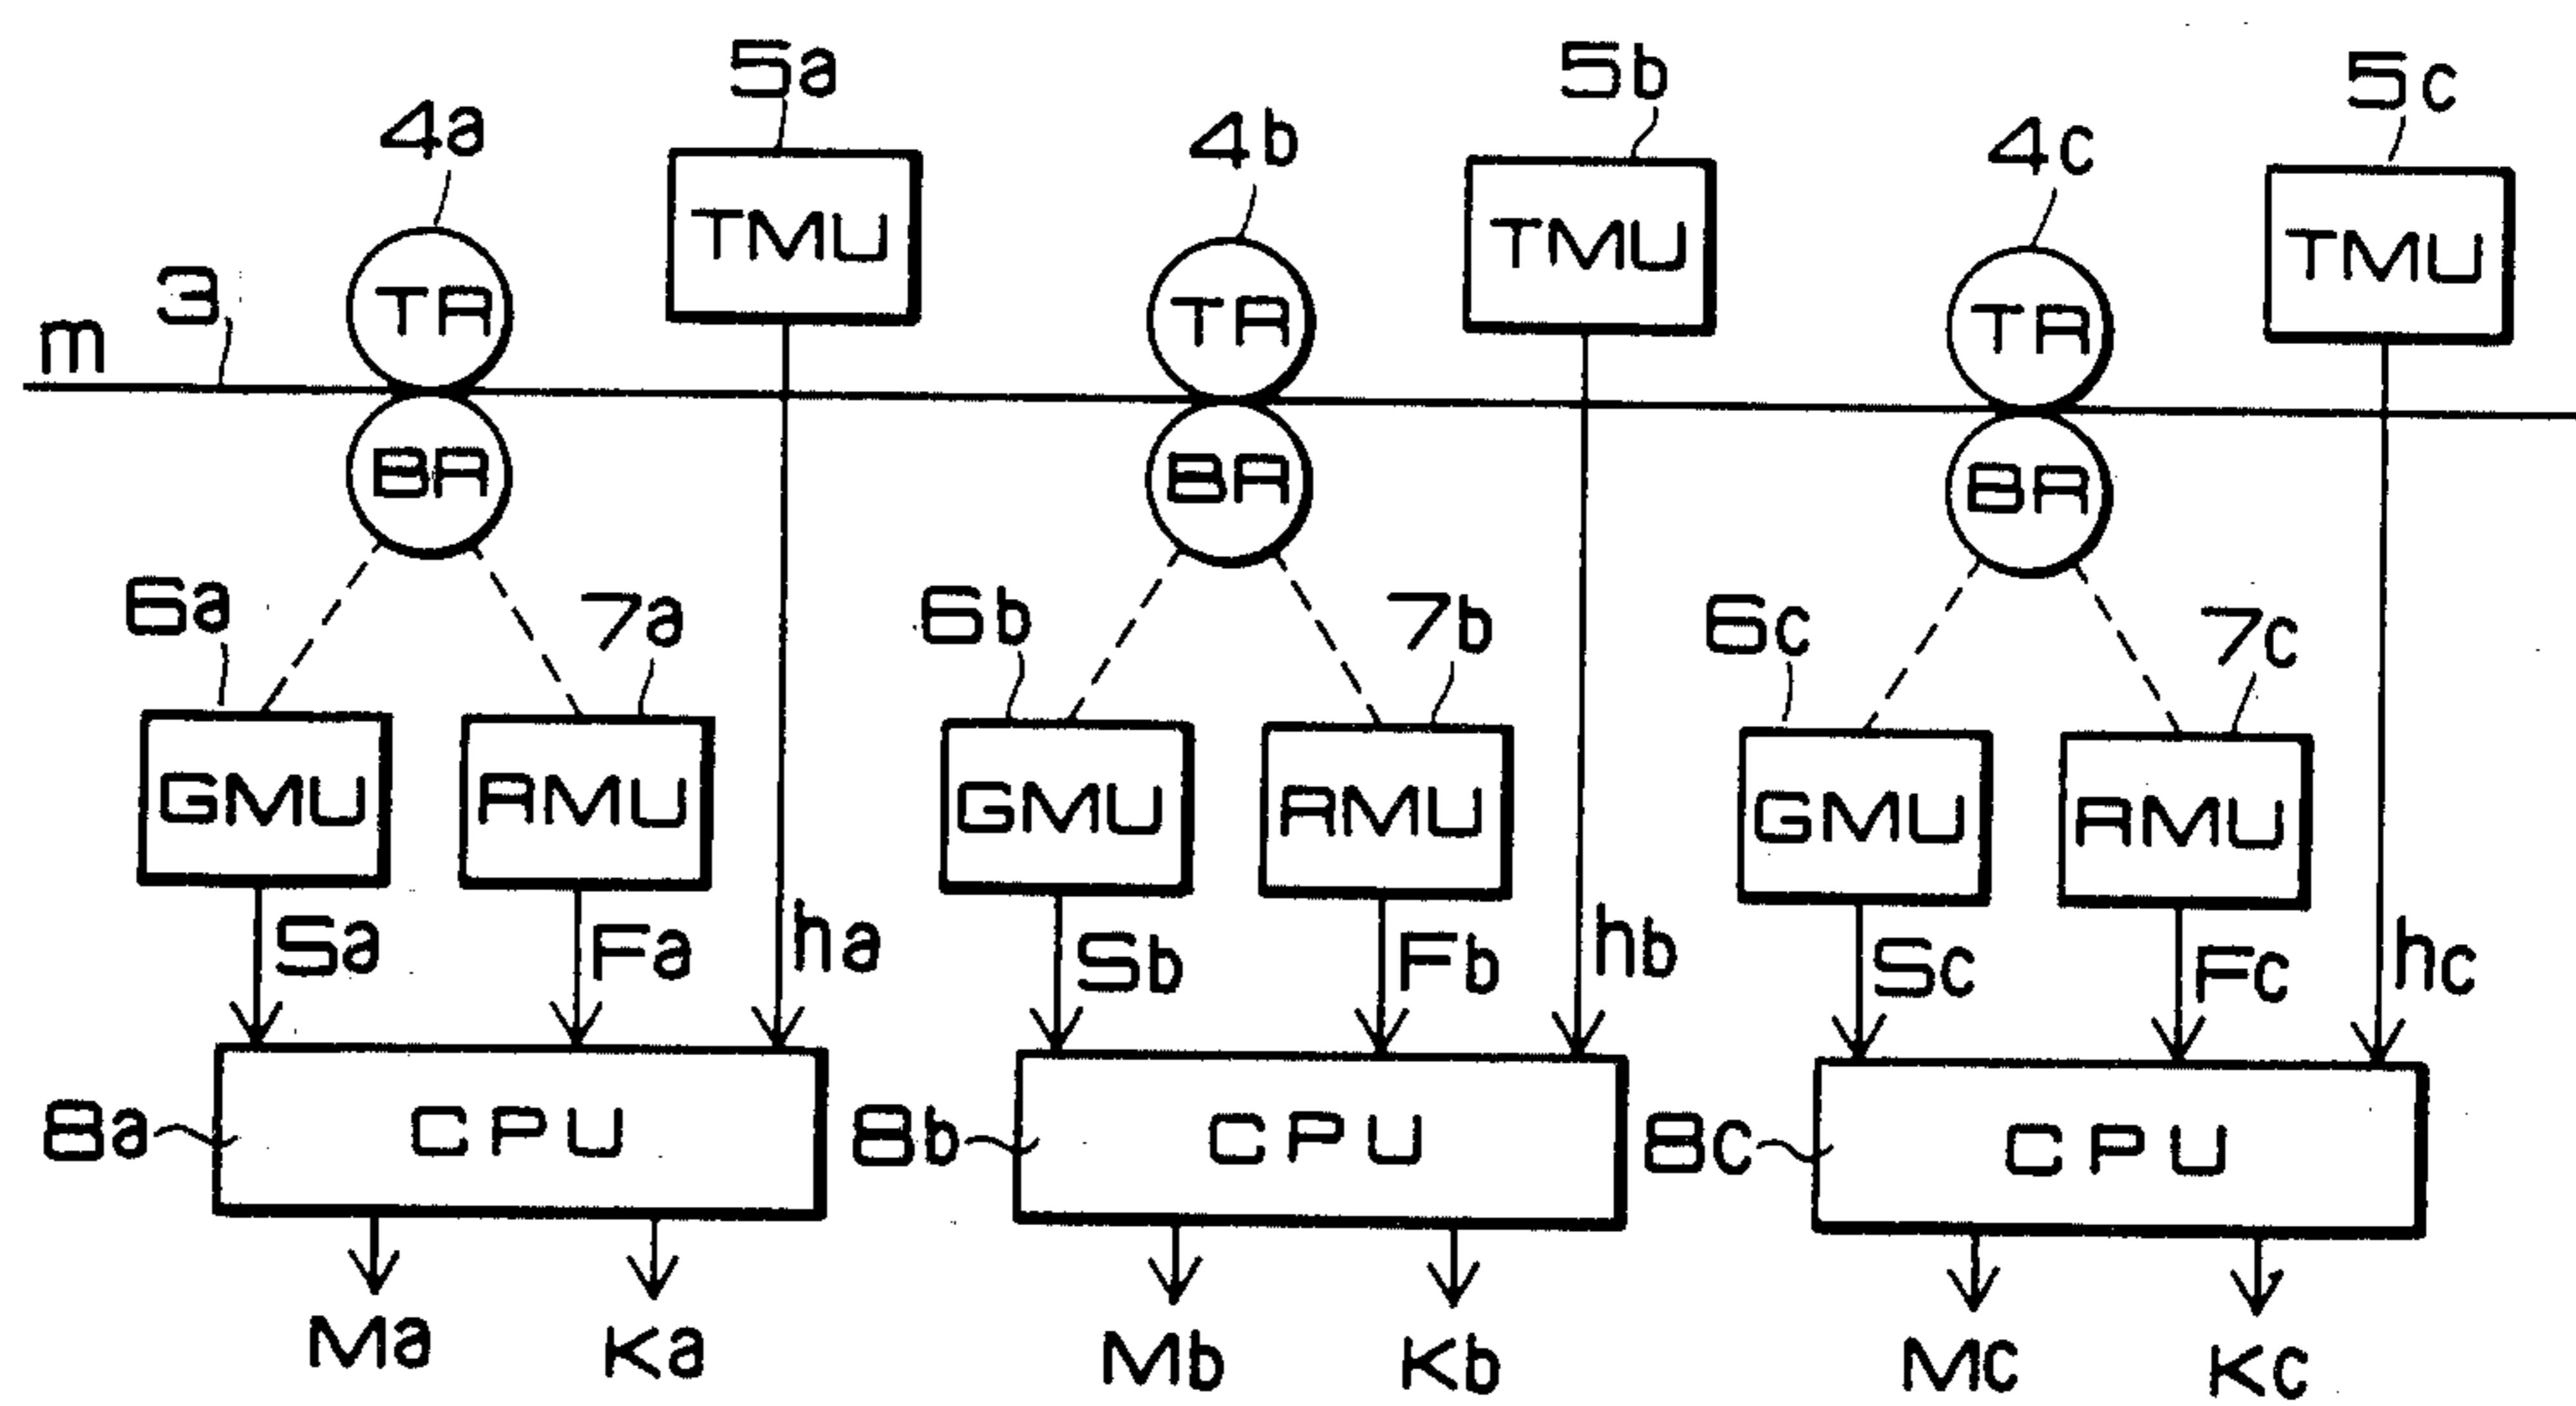 5a 5b 5c
4a 4b 4c
TMU TMU TMU
m 3 TR TR TR
BR BR BR
6a 7a 6b 7b 6c 7c
GMU RMU GMU RMU GMU RMU
Sa Fa ha Sb Fb hb Sc Fc hc
8a CPU 8b CPU 8c CPU
Ma Ka Mb Kb Mc Kc